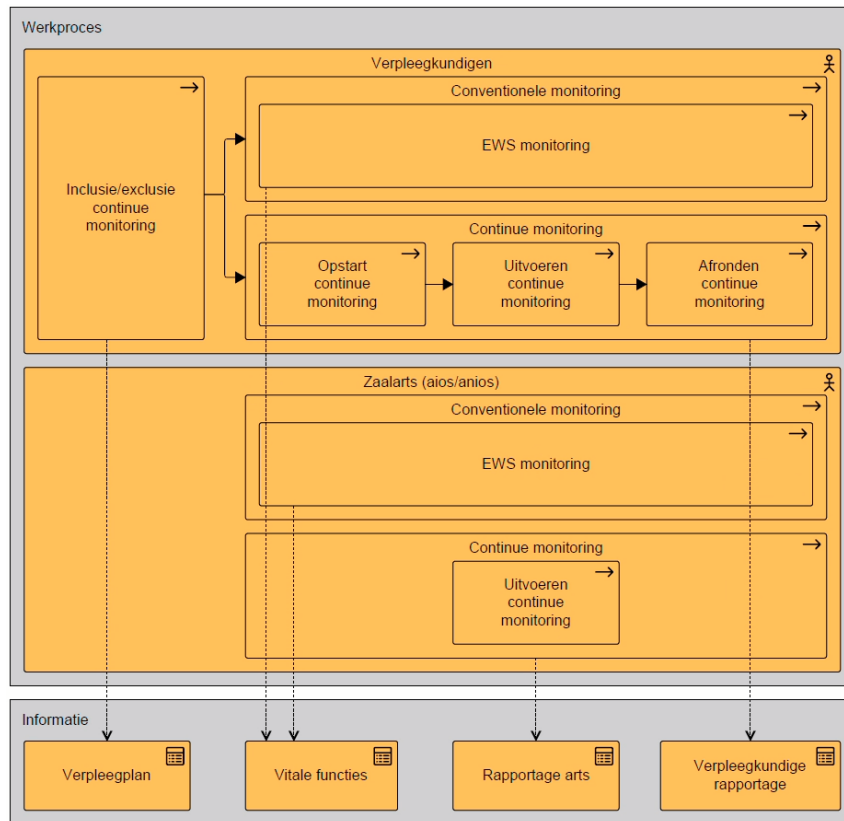 Werkproces
Verpleegkundigen
Inclusie/exclusie
continue
monitoring
Conventionele monitoring
EWS monitoring
Continue monitoring
Opstart
continue
monitoring
Uitvoeren
continue
monitoring
Afronden
continue
monitoring
Zaalarts (aios/anios)
Conventionele monitoring
EWS monitoring
Continue monitoring
Uitvoeren
continue
monitoring
Informatie
Verpleegplan
Vitale functies
Rapportage arts
Verpleegkundige
rapportage